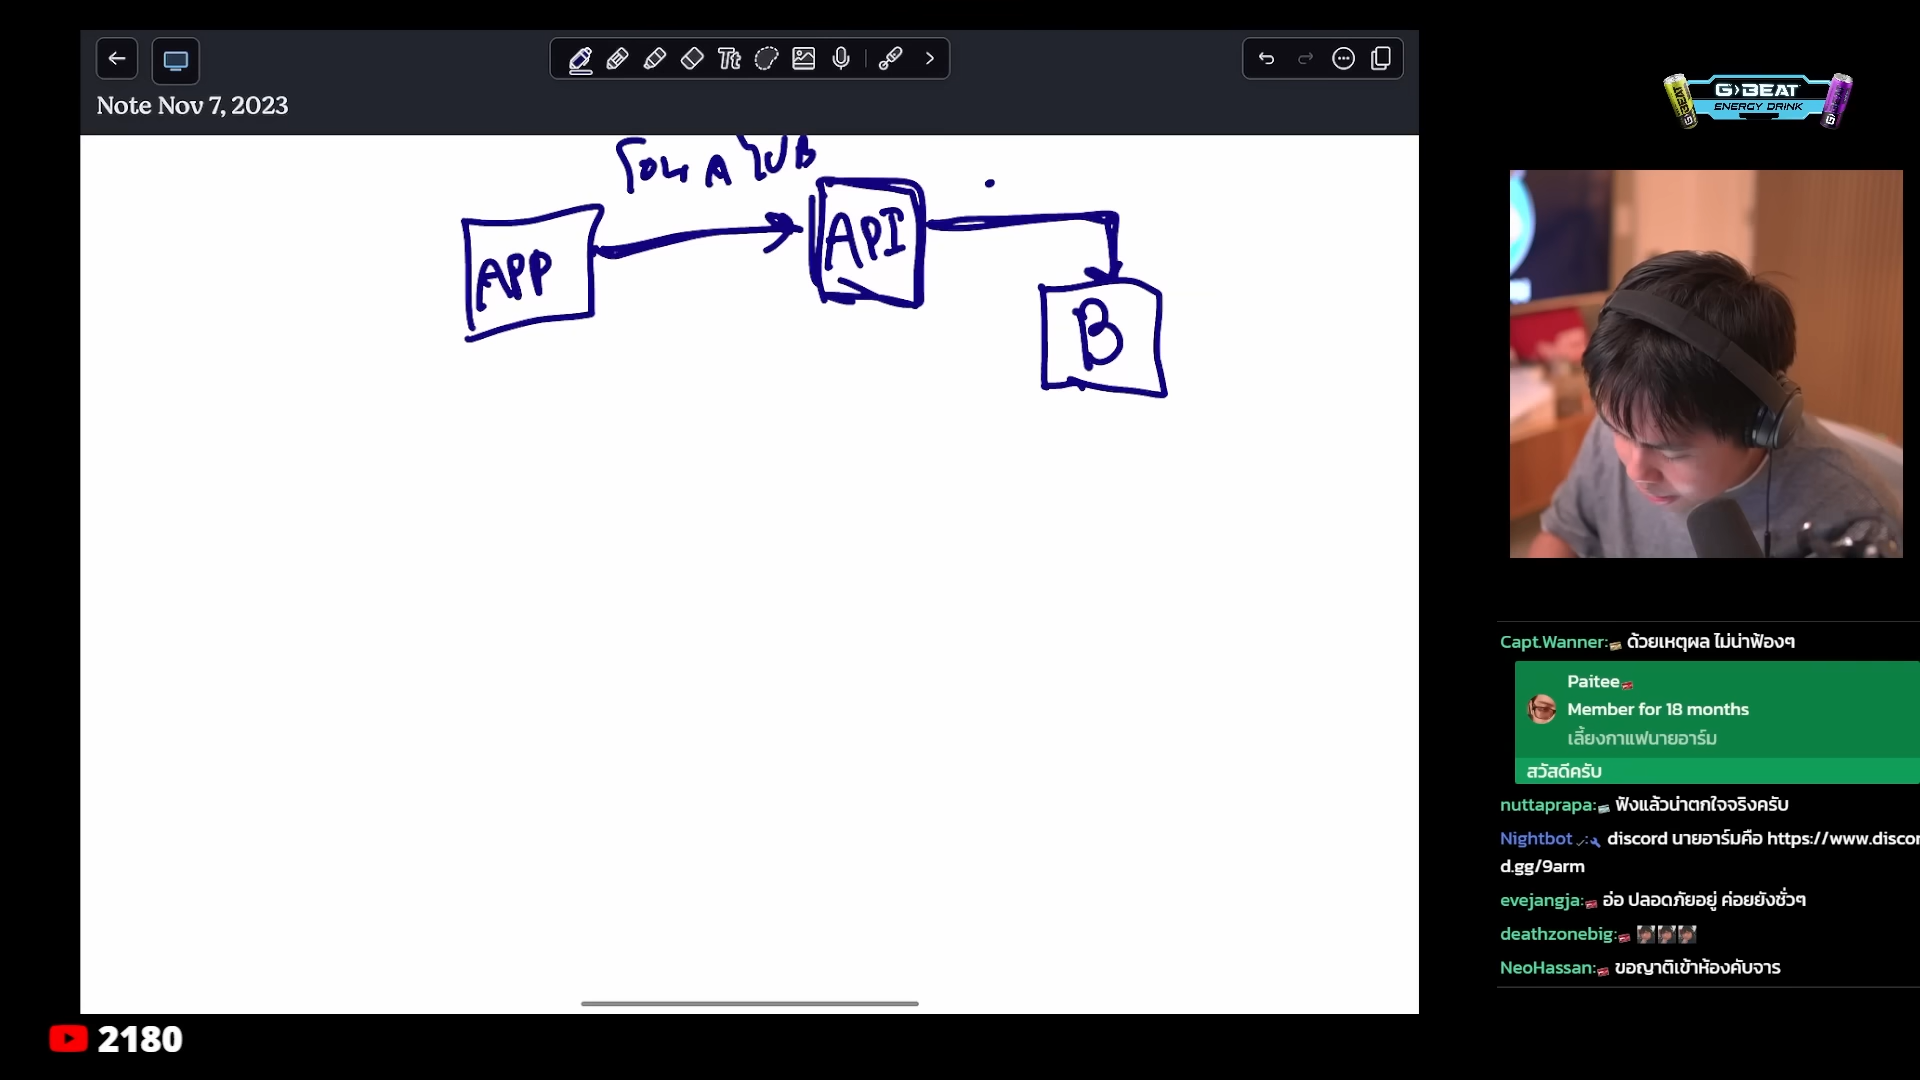 Tt
Note Nov 7, 2023
โอน A ไป B
APP
API
B
G BEAT
ENERGY DRINK
Capt.Wanner: ด้วยเหตุผล ไม่น่าฟ้องๆ
Paitee
Member for 18 months
เลี้ยงกาแฟนายอาร์ม
สวัสดีครับ
nuttaprapa: ฟังแล้วน่าตกใจจริงครับ
Nightbot : discord นายอาร์มคือ https://www.discor
d.gg/9arm
evejangja: อ่อ ปลอดภัยอยู่ ค่อยยังชั่วๆ
deathzonebig:
NeoHassan: ขอญาติเข้าห้องคับจาร
2180